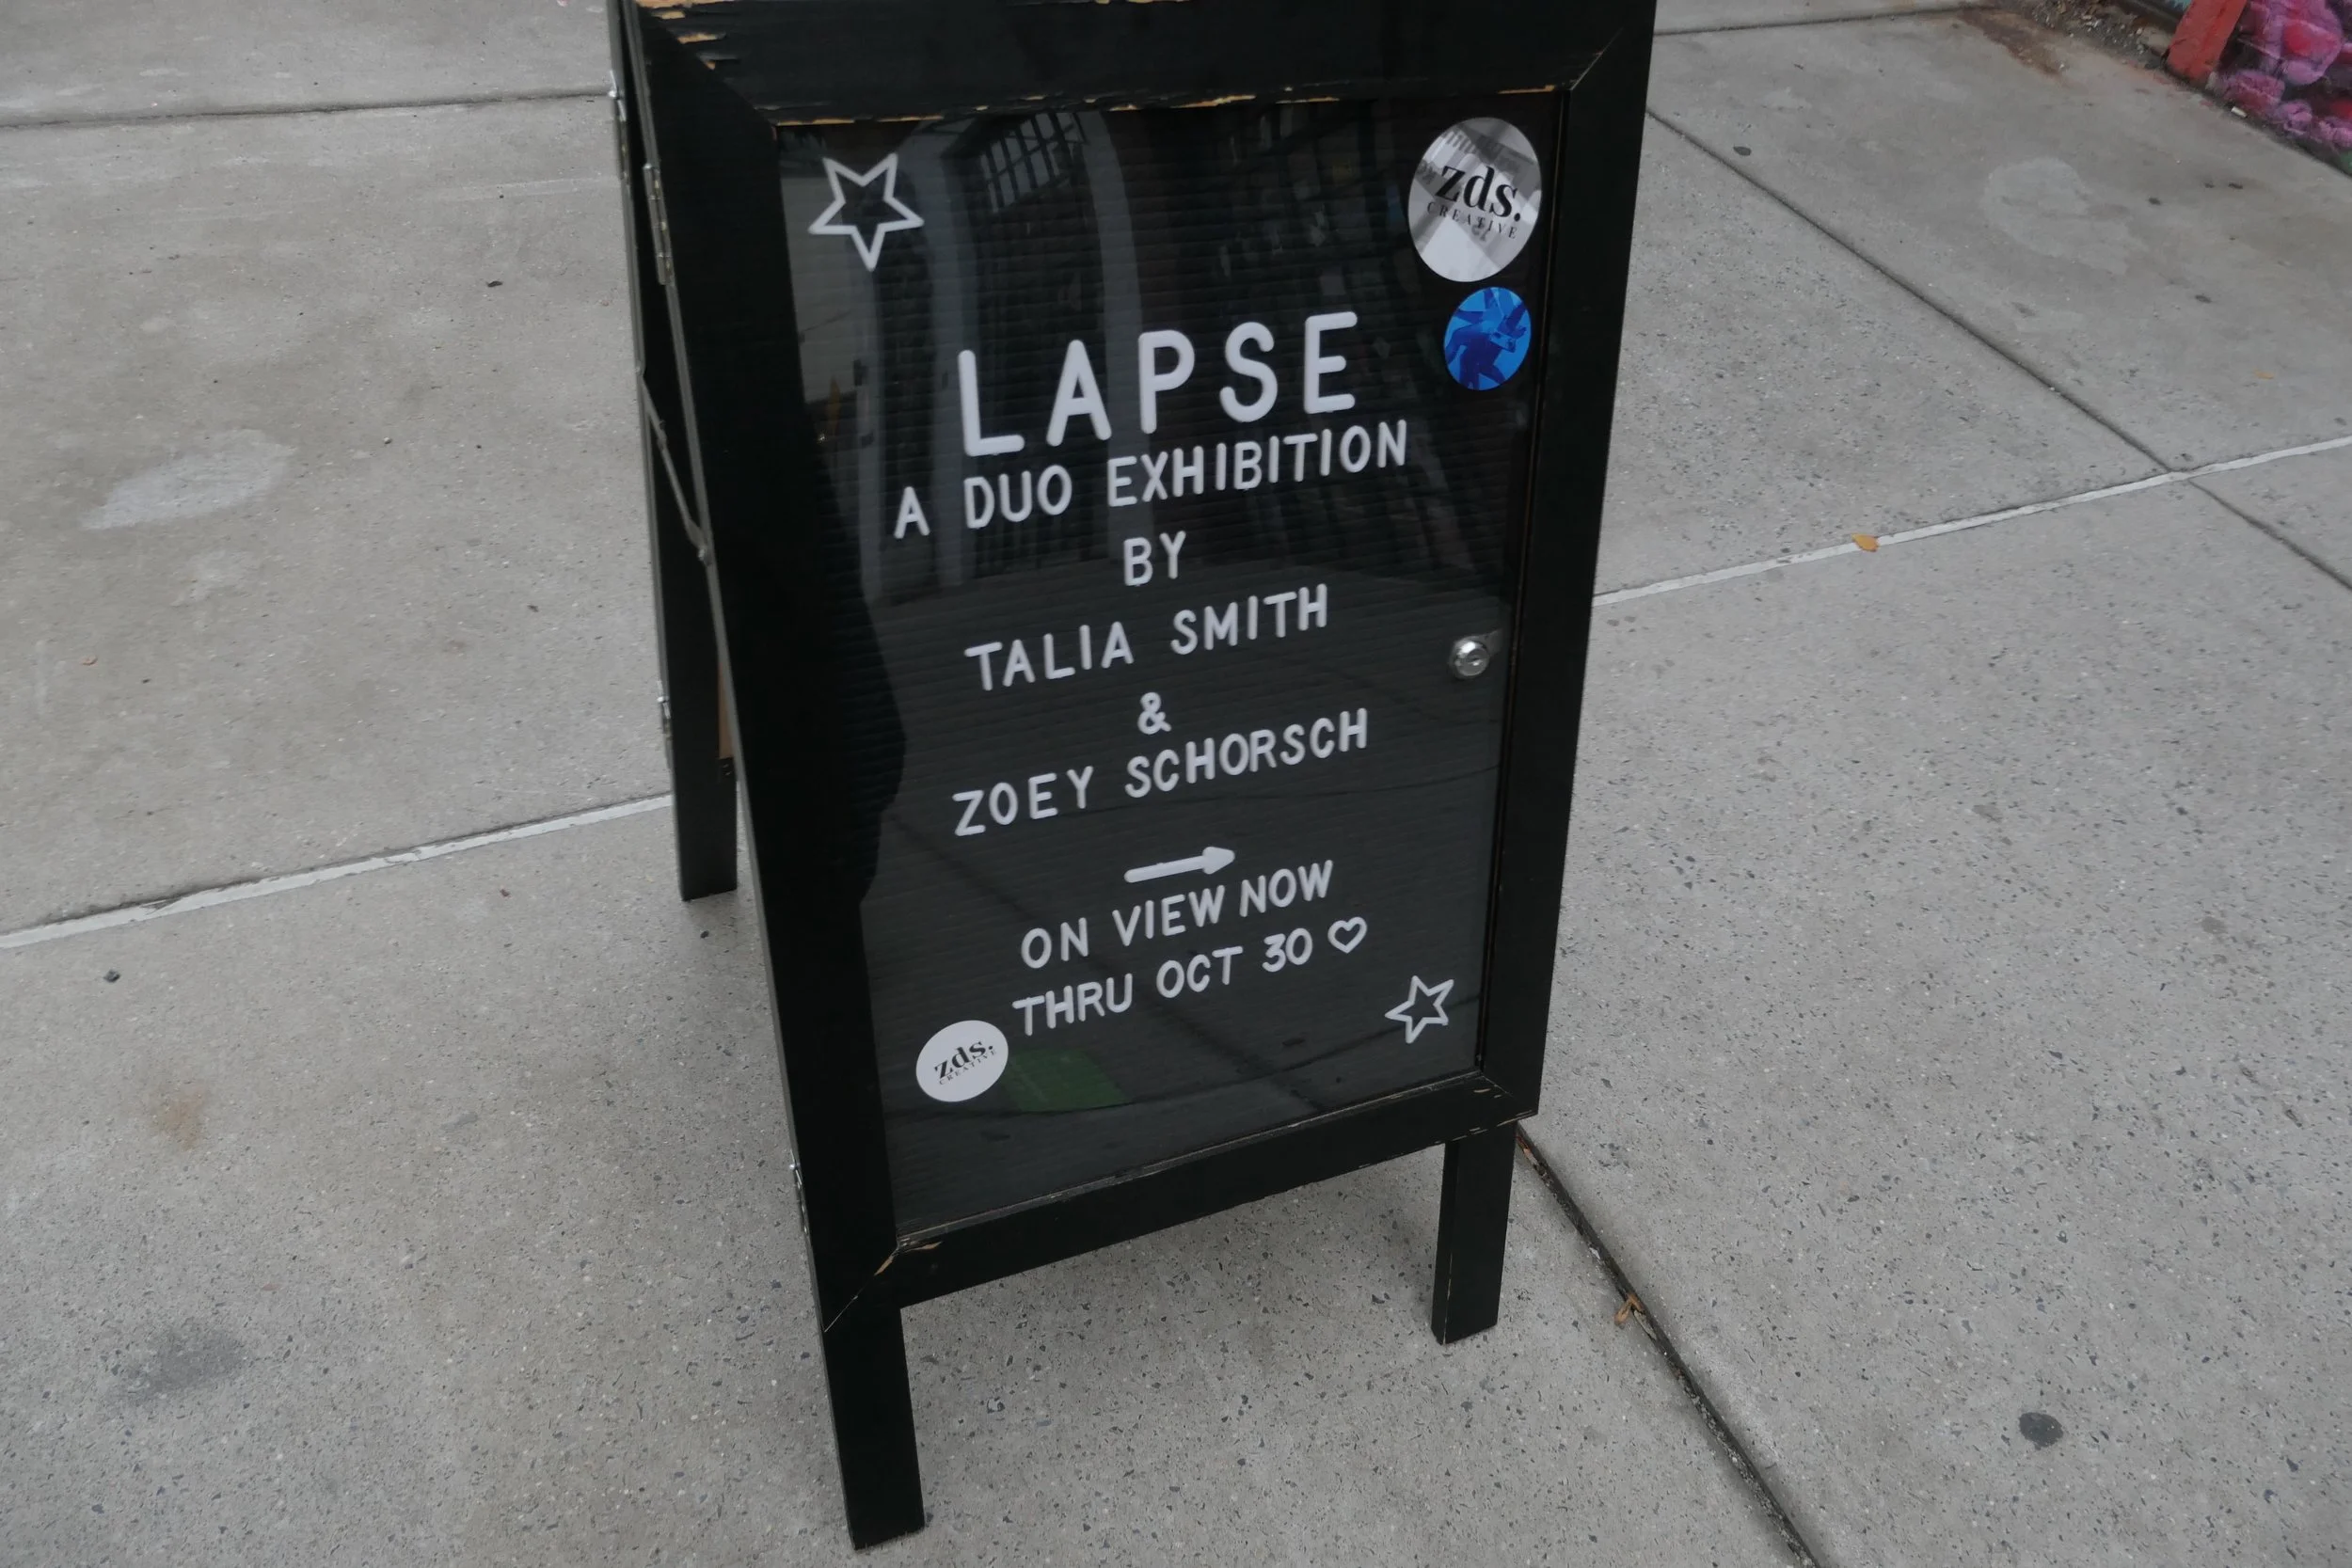 zds.
CREATIVE
LAPSE
A DUO EXHIBITION
BY
TALIA SMITH
&
ZOEY SCHORSCH
ON VIEW NOW
THRU OCT 30
zds.
CREATIVE